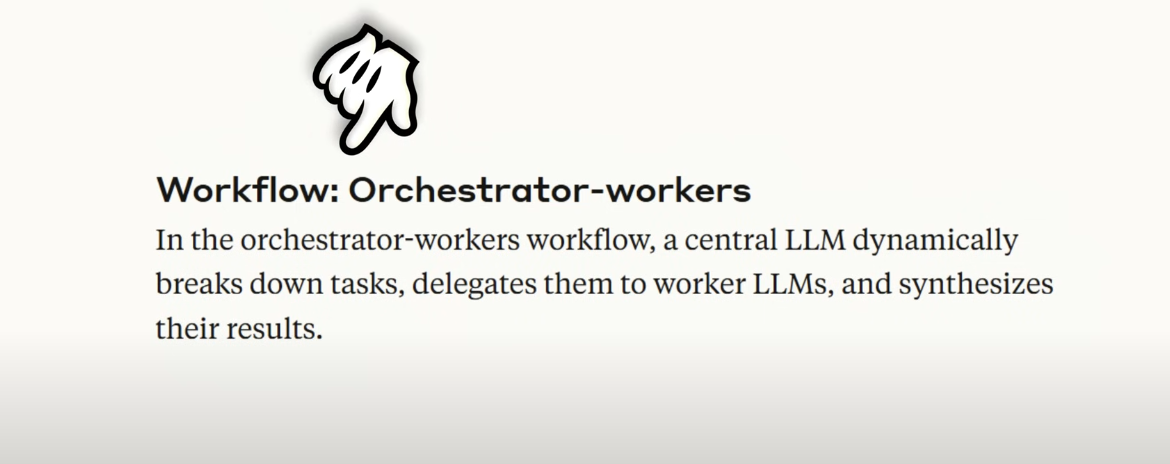 Workflow: Orchestrator-workers
In the orchestrator-workers workflow, a central LLM dynamically
breaks down tasks, delegates them to worker LLMs, and synthesizes
their results.